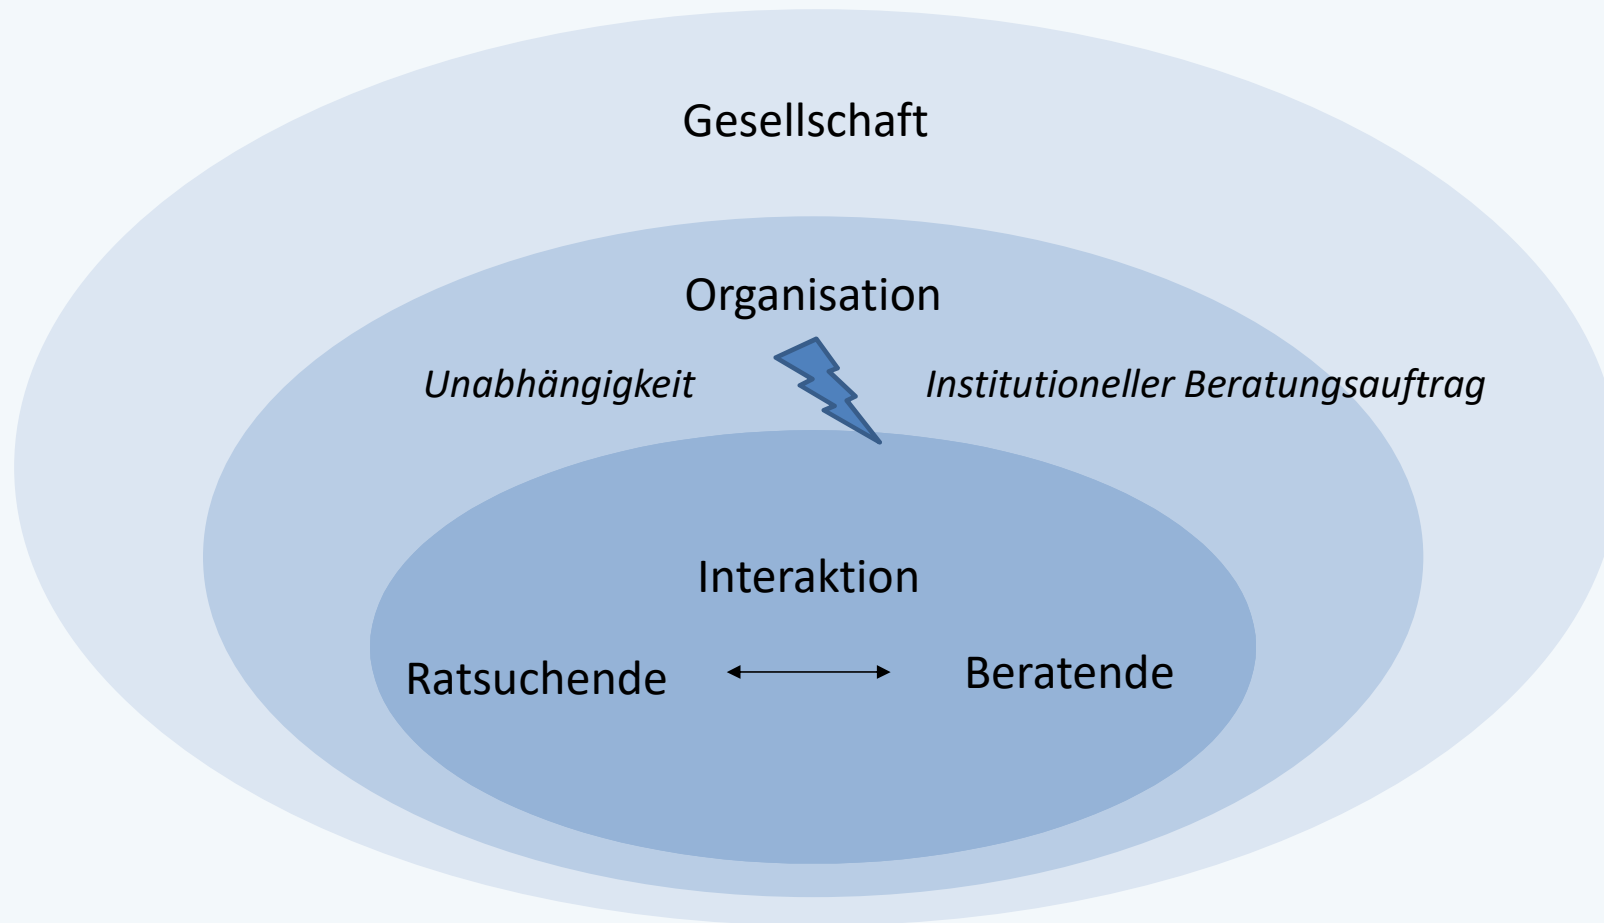 Gesellschaft
Organisation
Unabhängigkeit Institutioneller Beratungsauftrag
Interaktion
Ratsuchende Beratende